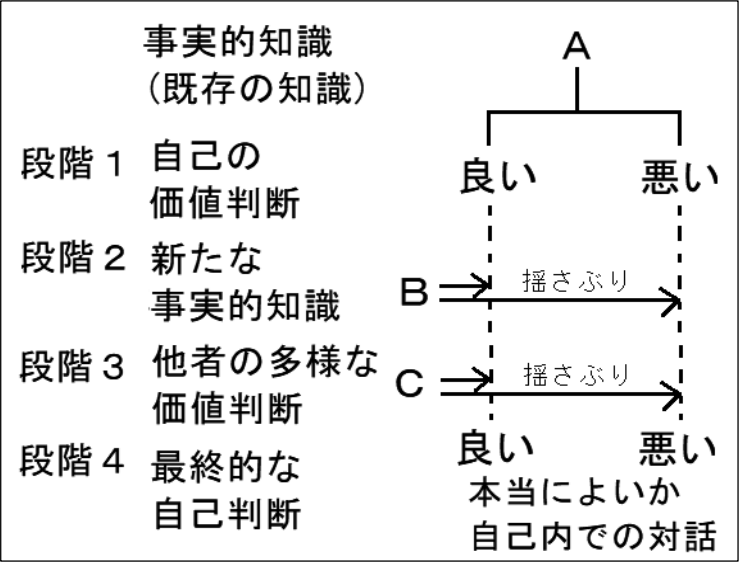 事実的知識
(既存の知識)
A
段階1
自己の
価値判断
良い
悪い
段階2
新たな
事実的知識
B
揺さぶり
段階3
他者の多様な
価値判断
C
揺さぶり
段階4
最終的な
自己判断
良い
悪い
本当によいか
自己内での対話